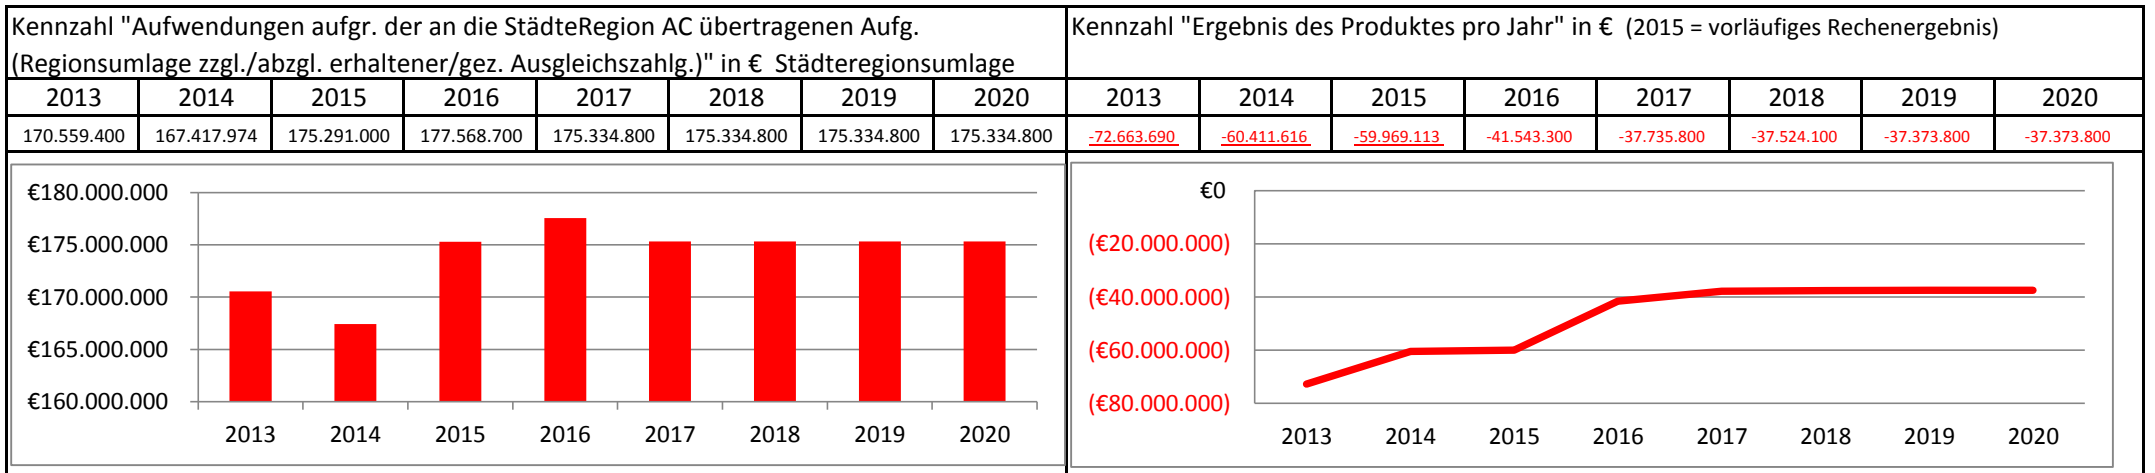 Kennzahl "Aufwendungen aufgr. der an die StädteRegion AC übertragenen Aufg.
(Regionsumlage zzgl./abzgl. erhaltener/gez. Ausgleichszahlg.)" in € Städteregionsumlage
2013 2014 2015 2016 2017 2018 2019 2020
170.559.400 167.417.974 175.291.000 177.568.700 175.334.800 175.334.800 175.334.800 175.334.800
€180.000.000
€175.000.000
€170.000.000
€165.000.000
€160.000.000
2013 2014 2015 2016 2017 2018 2019 2020
Kennzahl "Ergebnis des Produktes pro Jahr" in € (2015 = vorläufiges Rechenergebnis)
2013 2014 2015 2016 2017 2018 2019 2020
-72.663.690 -60.411.616 -59.969.113 -41.543.300 -37.735.800 -37.524.100 -37.373.800 -37.373.800
€0
(€20.000.000)
(€40.000.000)
(€60.000.000)
(€80.000.000)
2013 2014 2015 2016 2017 2018 2019 2020